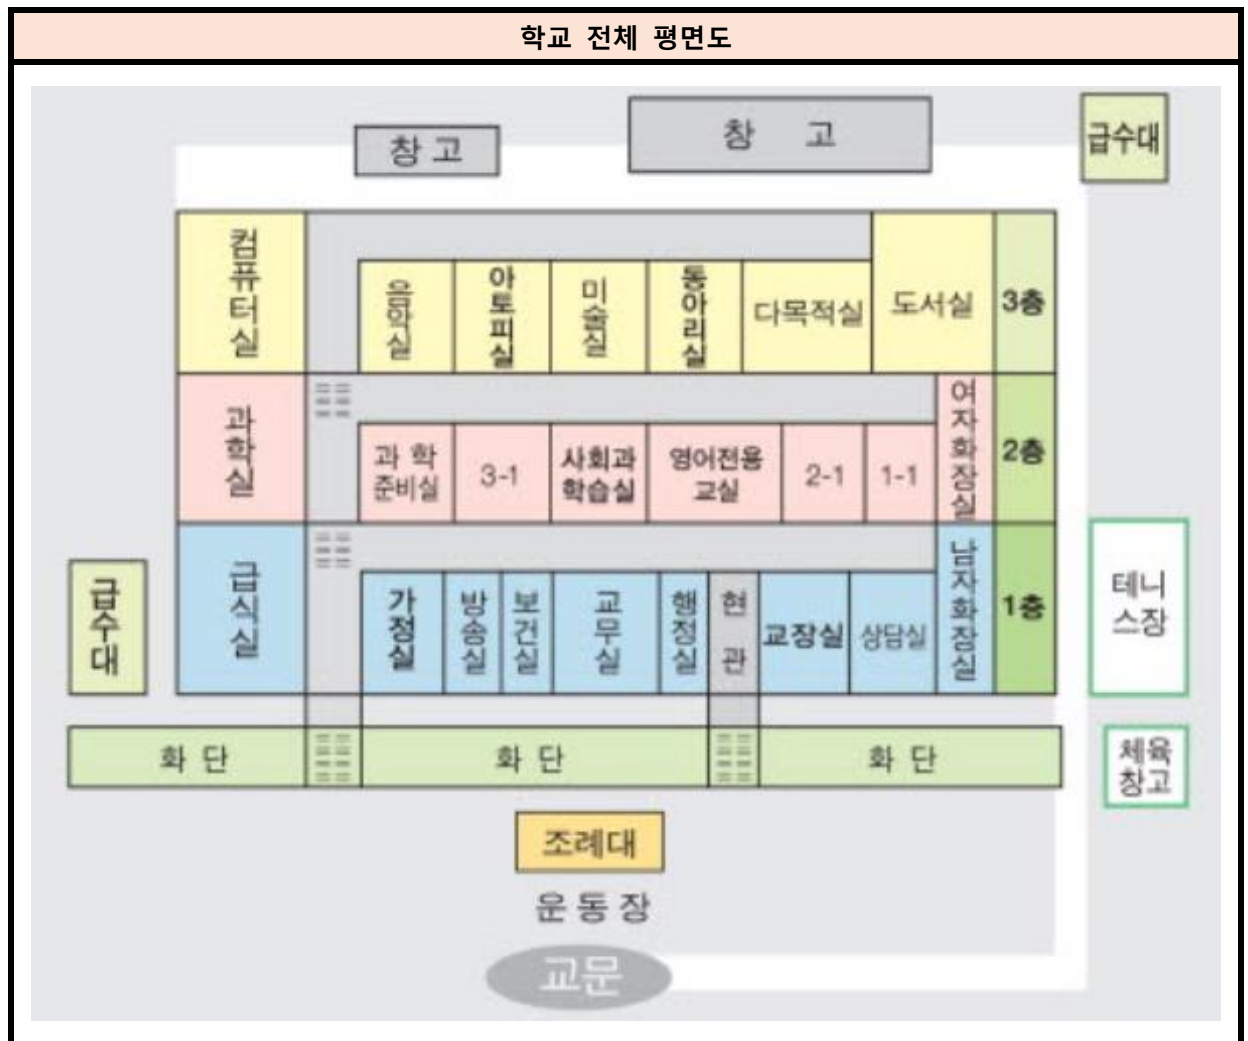 학교 전체 평면도
창고
창 고
급수대
컴퓨터실
음악실
아토피실
미술실
동아리실
다목적실
도서실
3층
과학실
과 학
준비실
3-1
사회과
학습실
영어전용
교실
2-1
1-1
여자화장실
2층
급수대
급식실
가정실
방송실
보건실
교무실
행정실
현관
교장실
상담실
남자화장실
1층
테니
스장
화 단
화 단
화 단
체육
창고
조례대
운동장
교문